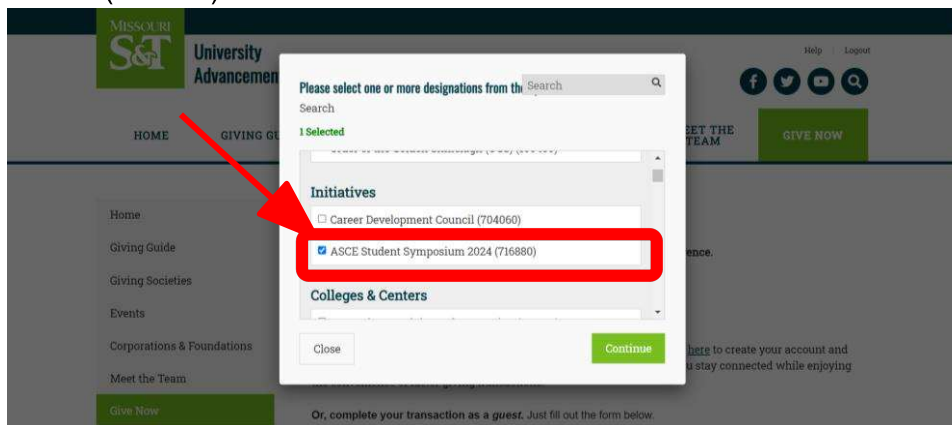 MISSOURI
S&T
University
Advancemen
Help Logout
HOME
GIVING GU
EET THE
TEAM
GIVE NOW
Please select one or more designations from the
Search
Search
1 Selected
Initiatives
Career Development Council (704060)
ASCE Student Symposium 2024 (716880)
Colleges & Centers
Close
Continue
Home
Giving Guide
Giving Societies
Events
Corporations & Foundations
Meet the Team
Give Now
ence.
here to create your account and
u stay connected while enjoying
Or, complete your transaction as a guest. Just fill out the form below.